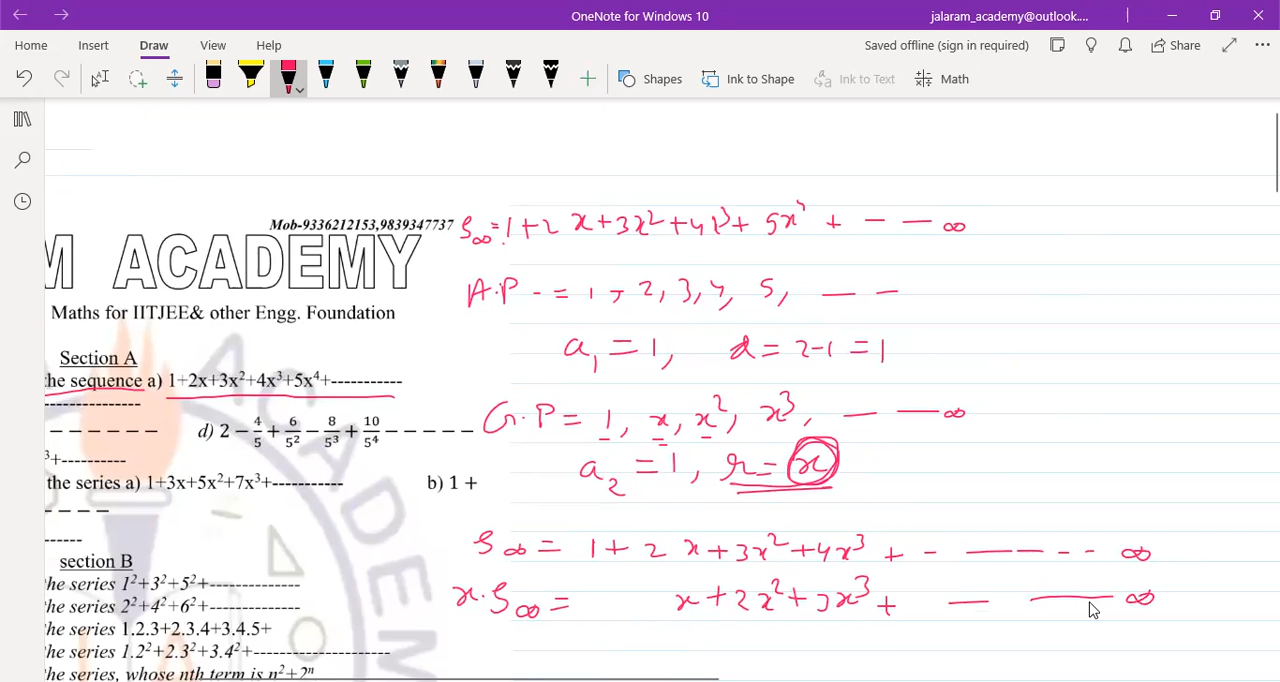 OneNote for Windows 10
jalaram_academy@outlook....
Home Insert Draw View Help
Saved offline (sign in required) Share
Shapes Ink to Shape Ink to Text Math
Mob-9336212153,9839347737
M ACADEMY
Maths for IITJEE& other Engg. Foundation
Section A
the sequence a) 1+2x+3x²+4x³+5x⁴+-----------
--------------------
− − − − − − d) 2 − 4/5 + 6/5² − 8/5³ + 10/5⁴ − − − − −
³+----------
the series a) 1+3x+5x²+7x³+----------- b) 1 +
− − − −
------
section B
he series 1²+3²+5²+--------------
he series 2²+4²+6²+--------------
he series 1.2.3+2.3.4+3.4.5+
he series 1.2²+2.3²+3.4²+---------------------
he series, whose nth term is n²+2ⁿ
S∞ = 1+2x+3x²+4x³+5x⁴ + − — ∞
A.P - = 1, 2, 3, 4, 5, — −
a₁ = 1, d = 2-1 = 1
G.P = 1, x, x², x³, — — ∞
a₂ = 1, r = x
S∞ = 1+2x+3x²+4x³ + - — - - ∞
x.S∞ = x+2x²+3x³+ — — ∞